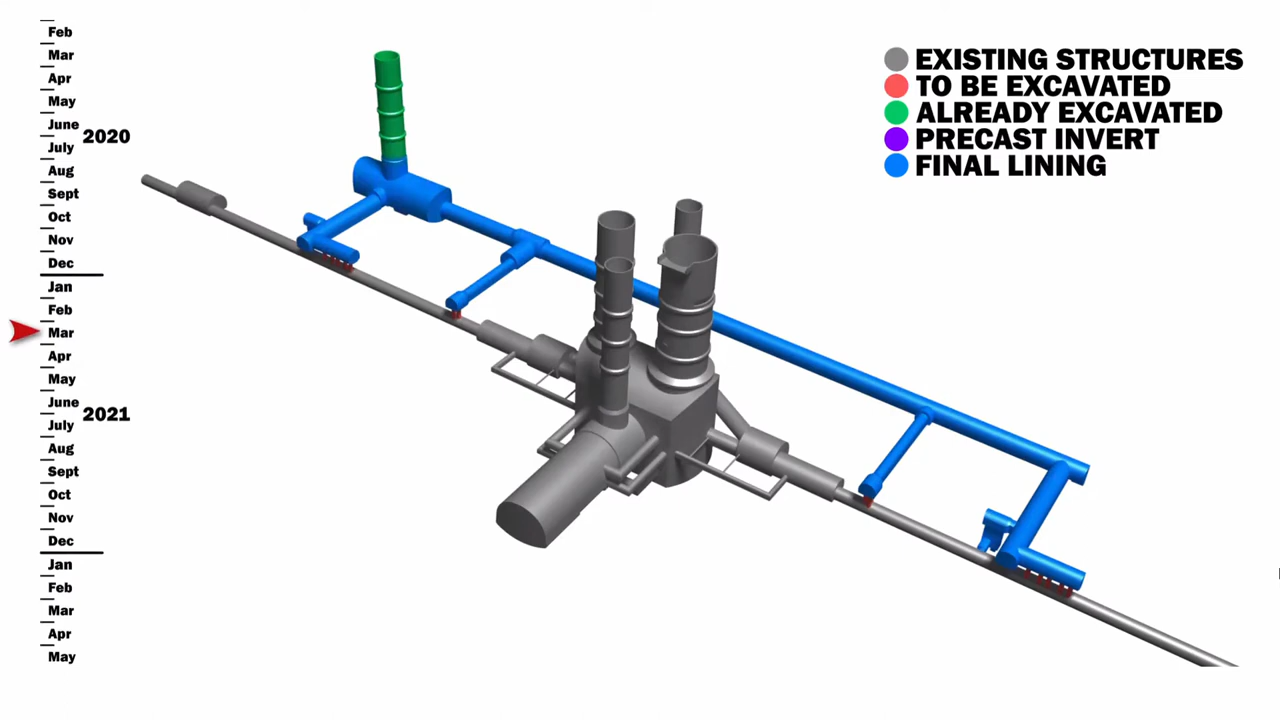 Feb
Mar
Apr
May
June
2020
July
Aug
Sept
Oct
Nov
Dec
Jan
Feb
Mar
Apr
May
June
2021
July
Aug
Sept
Oct
Nov
Dec
Jan
Feb
Mar
Apr
May
EXISTING STRUCTURES
TO BE EXCAVATED
ALREADY EXCAVATED
PRECAST INVERT
FINAL LINING